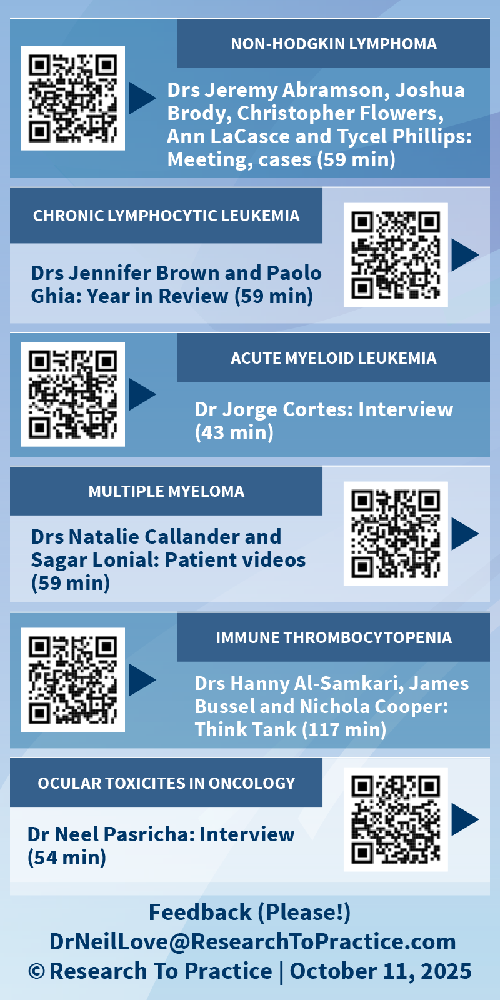 NON-HODGKIN LYMPHOMA
Drs Jeremy Abramson, Joshua
Brody, Christopher Flowers,
Ann LaCasce and Tycel Phillips:
Meeting, cases (59 min)
CHRONIC LYMPHOCYTIC LEUKEMIA
Drs Jennifer Brown and Paolo
Ghia: Year in Review (59 min)
ACUTE MYELOID LEUKEMIA
Dr Jorge Cortes: Interview
(43 min)
MULTIPLE MYELOMA
Drs Natalie Callander and
Sagar Lonial: Patient videos
(59 min)
IMMUNE THROMBOCYTOPENIA
Drs Hanny Al-Samkari, James
Bussel and Nichola Cooper:
Think Tank (117 min)
OCULAR TOXICITES IN ONCOLOGY
Dr Neel Pasricha: Interview
(54 min)
Feedback (Please!)
DrNeilLove@ResearchToPractice.com
© Research To Practice | October 11, 2025